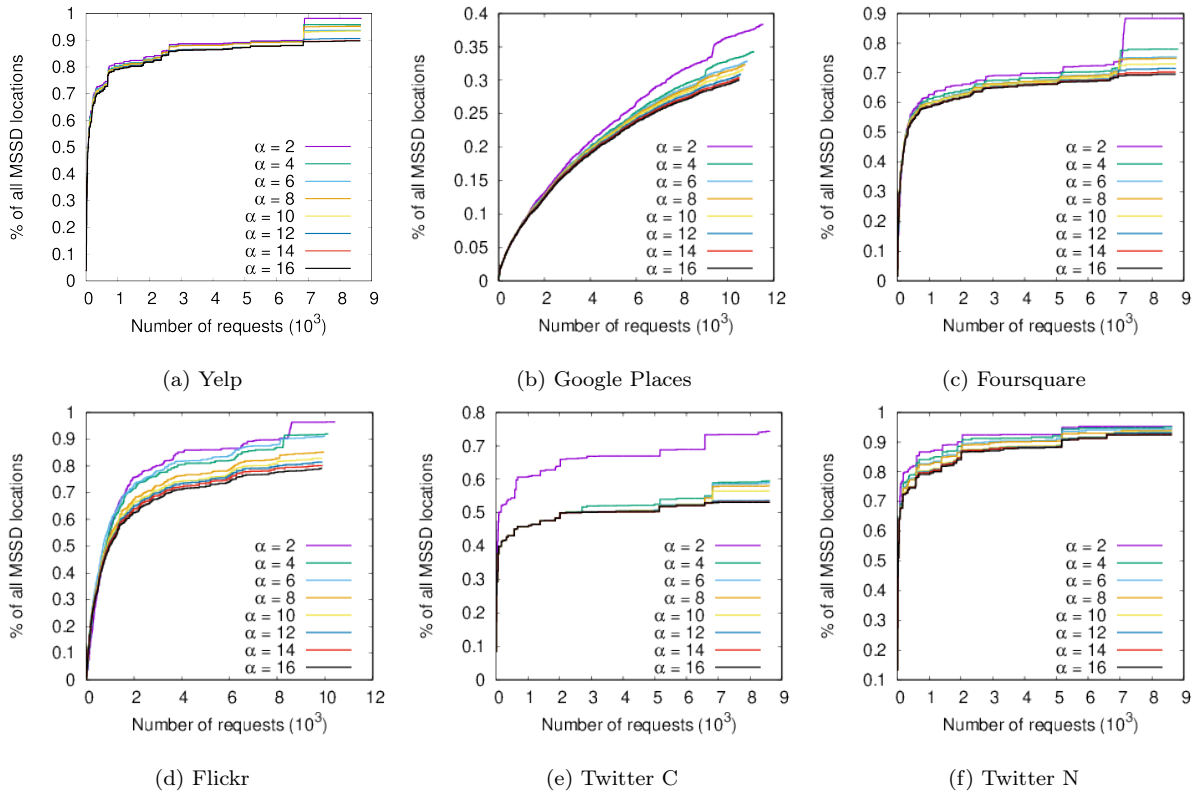 % of all MSSD locations
1
0.9
0.8
0.7
0.6
0.5
0.4
0.3
0.2
0.1
0
α = 2
α = 4
α = 6
α = 8
α = 10
α = 12
α = 14
α = 16
0 1 2 3 4 5 6 7 8 9
Number of requests (10³)
(a) Yelp
% of all MSSD locations
0.4
0.35
0.3
0.25
0.2
0.15
0.1
0.05
0
α = 2
α = 4
α = 6
α = 8
α = 10
α = 12
α = 14
α = 16
0 2 4 6 8 10 12
Number of requests (10³)
(b) Google Places
% of all MSSD locations
0.9
0.8
0.7
0.6
0.5
0.4
0.3
0.2
0.1
0
α = 2
α = 4
α = 6
α = 8
α = 10
α = 12
α = 14
α = 16
0 1 2 3 4 5 6 7 8 9
Number of requests (10³)
(c) Foursquare
% of all MSSD locations
1
0.9
0.8
0.7
0.6
0.5
0.4
0.3
0.2
0.1
0
α = 2
α = 4
α = 6
α = 8
α = 10
α = 12
α = 14
α = 16
0 2 4 6 8 10 12
Number of requests (10³)
(d) Flickr
% of all MSSD locations
0.8
0.7
0.6
0.5
0.4
0.3
0.2
0.1
0
α = 2
α = 4
α = 6
α = 8
α = 10
α = 12
α = 14
α = 16
0 1 2 3 4 5 6 7 8 9
Number of requests (10³)
(e) Twitter C
% of all MSSD locations
1
0.9
0.8
0.7
0.6
0.5
0.4
0.3
0.2
0.1
α = 2
α = 4
α = 6
α = 8
α = 10
α = 12
α = 14
α = 16
0 1 2 3 4 5 6 7 8 9
Number of requests (10³)
(f) Twitter N